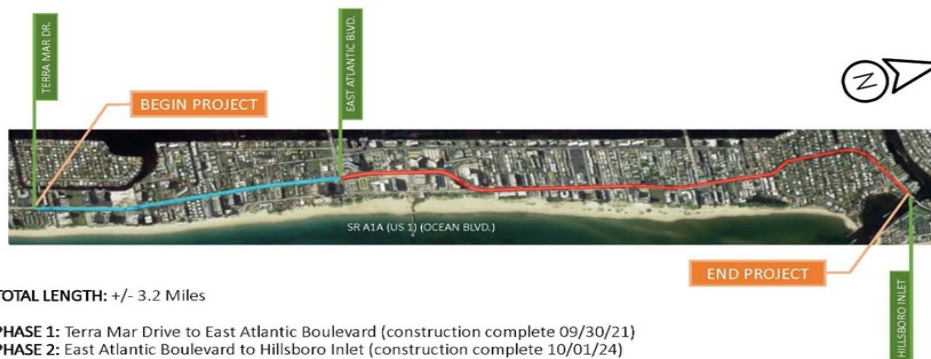 TERRA MAR DR.
EAST ATLANTIC BLVD.
BEGIN PROJECT
N
SR A1A (US 1) (OCEAN BLVD.)
END PROJECT
HILLSBORO INLET
TOTAL LENGTH: +/- 3.2 Miles
PHASE 1: Terra Mar Drive to East Atlantic Boulevard (construction complete 09/30/21)
PHASE 2: East Atlantic Boulevard to Hillsboro Inlet (construction complete 10/01/24)